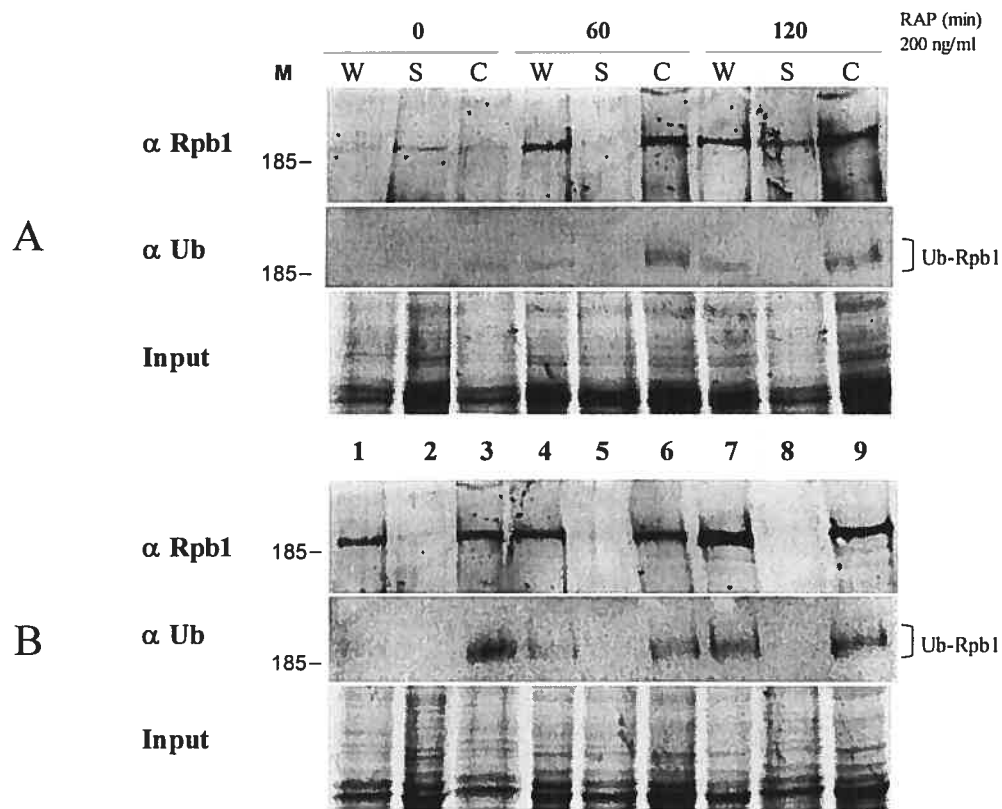 0 60 120 RAP (min)
200 ng/ml
M W S C W S C W S C
α Rpb1
185–
A
α Ub
185–
Ub-Rpb1
Input
1 2 3 4 5 6 7 8 9
α Rpb1
185–
B
α Ub
185–
Ub-Rpb1
Input